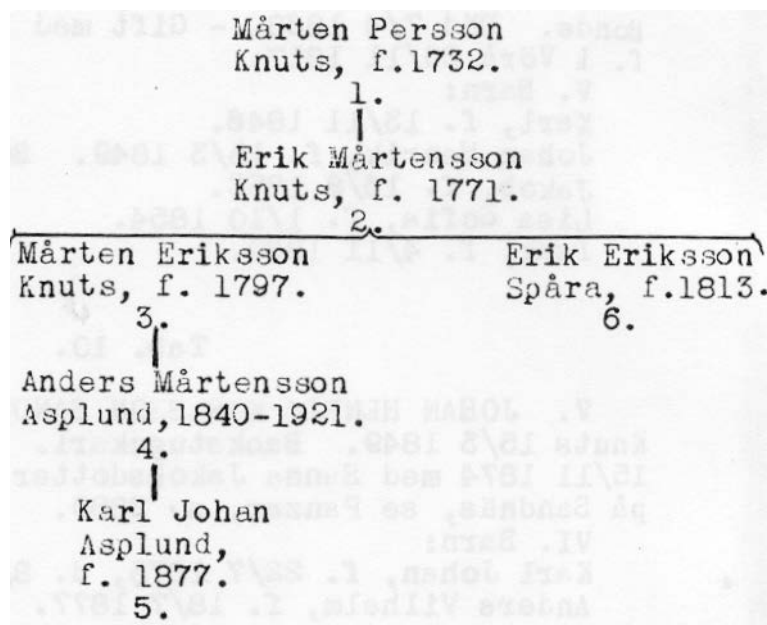 Mårten Persson
Knuts, f.1732.
1.
Erik Mårtensson
Knuts, f. 1771.
2.
Mårten Eriksson
Knuts, f. 1797.
3.
Erik Eriksson
Spåra, f.1813.
6.
Anders Mårtensson
Asplund,1840-1921.
4.
Karl Johan
Asplund,
f. 1877.
5.